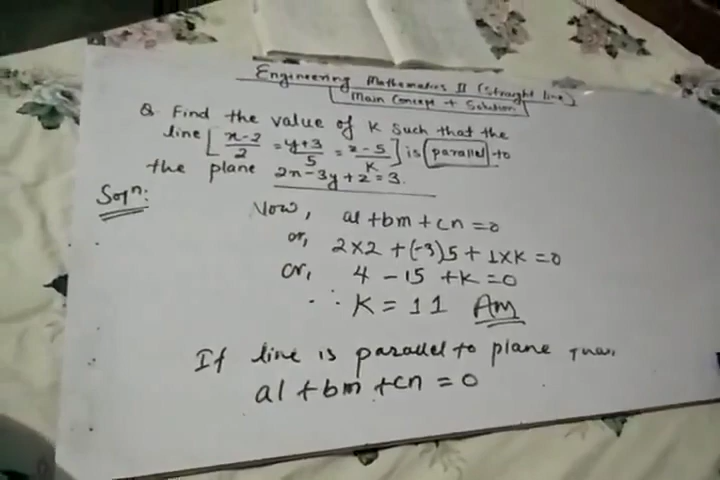 Engineering Mathematics II (Straight line)
Main Concept + Solution
Q. Find the value of K such that the
line [x-2/2 = y+3/5 = z-5/K] is parallel to
the plane 2x-3y+z=3.
Sol^n:
Now, al+bm+cn=0
or, 2×2 +(-3)5+1×K=0
or, 4 -15 +K=0
∴ K = 11 Ans
If line is parallel to plane
al+bm+cn=0